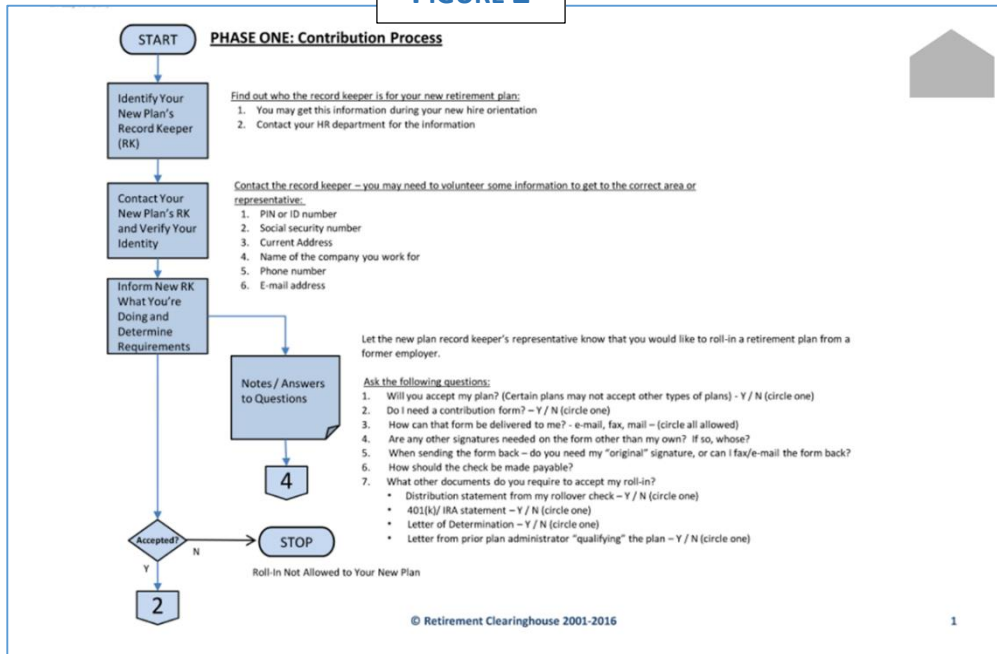 FIGURE 2
START
PHASE ONE: Contribution Process
Identify Your
New Plan's
Record Keeper
(RK)
Find out who the record keeper is for your new retirement plan:
1. You may get this information during your new hire orientation
2. Contact your HR department for the information
Contact Your
New Plan's RK
and Verify Your
Identity
Contact the record keeper – you may need to volunteer some information to get to the correct area or
representative:
1. PIN or ID number
2. Social security number
3. Current Address
4. Name of the company you work for
5. Phone number
6. E-mail address
Inform New RK
What You're
Doing and
Determine
Requirements
Notes / Answers
to Questions
4
Let the new plan record keeper's representative know that you would like to roll-in a retirement plan from a
former employer.
Ask the following questions:
1. Will you accept my plan? (Certain plans may not accept other types of plans) - Y / N (circle one)
2. Do I need a contribution form? – Y / N (circle one)
3. How can that form be delivered to me? - e-mail, fax, mail – (circle all allowed)
4. Are any other signatures needed on the form other than my own? If so, whose?
5. When sending the form back – do you need my "original" signature, or can I fax/e-mail the form back?
6. How should the check be made payable?
7. What other documents do you require to accept my roll-in?
• Distribution statement from my rollover check – Y / N (circle one)
• 401(k)/ IRA statement – Y / N (circle one)
• Letter of Determination – Y / N (circle one)
• Letter from prior plan administrator "qualifying" the plan – Y / N (circle one)
Accepted?
N
STOP
Y
Roll-In Not Allowed to Your New Plan
2
© Retirement Clearinghouse 2001-2016
1